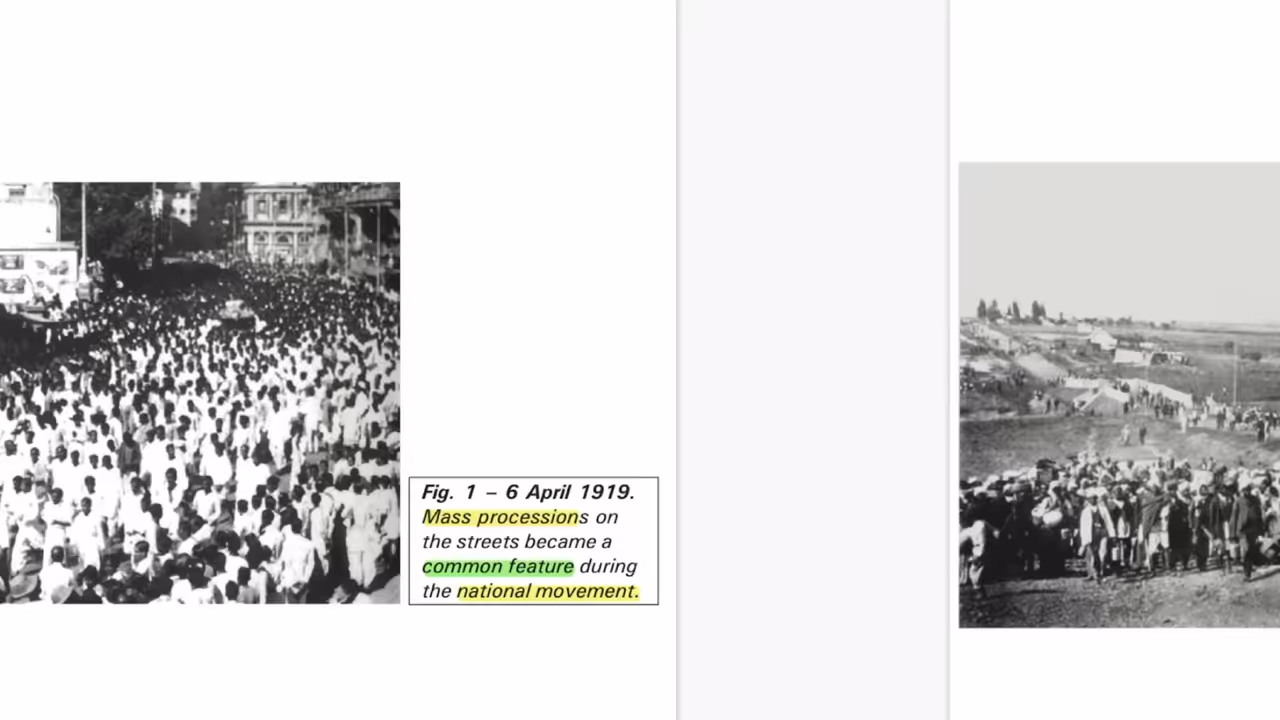 Fig. 1 – 6 April 1919.
Mass processions on
the streets became a
common feature during
the national movement.